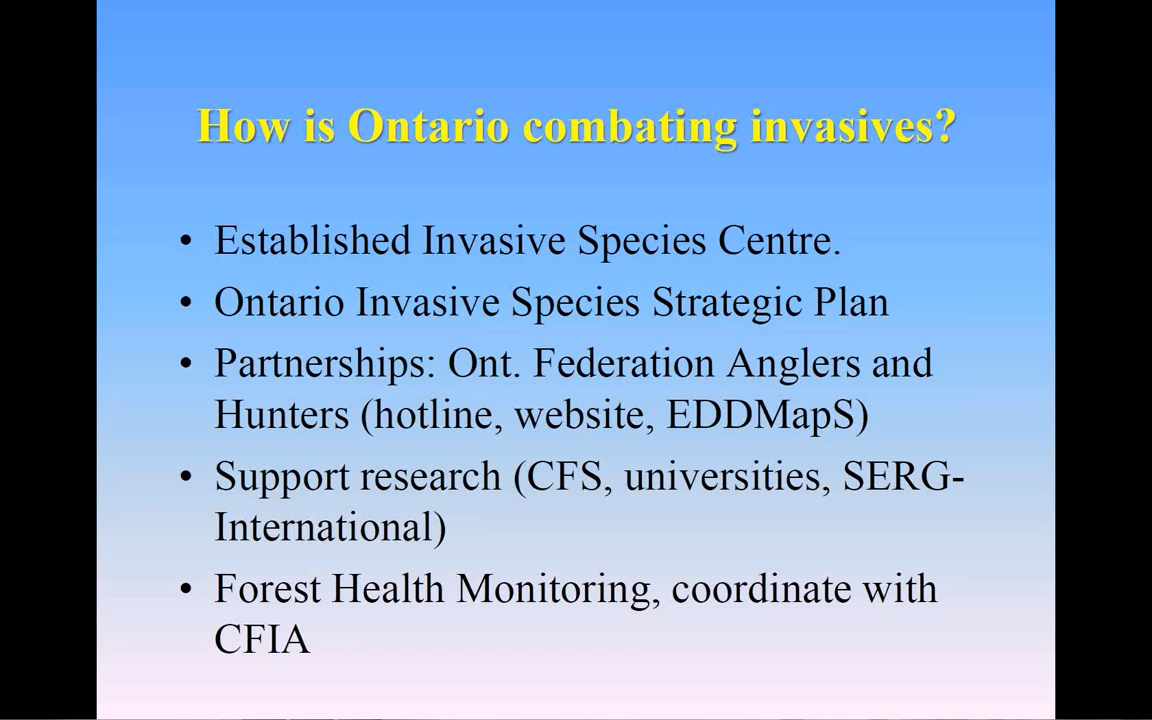 How is Ontario combating invasives?
• Established Invasive Species Centre.
• Ontario Invasive Species Strategic Plan
• Partnerships: Ont. Federation Anglers and
Hunters (hotline, website, EDDMapS)
• Support research (CFS, universities, SERG-
International)
• Forest Health Monitoring, coordinate with
CFIA